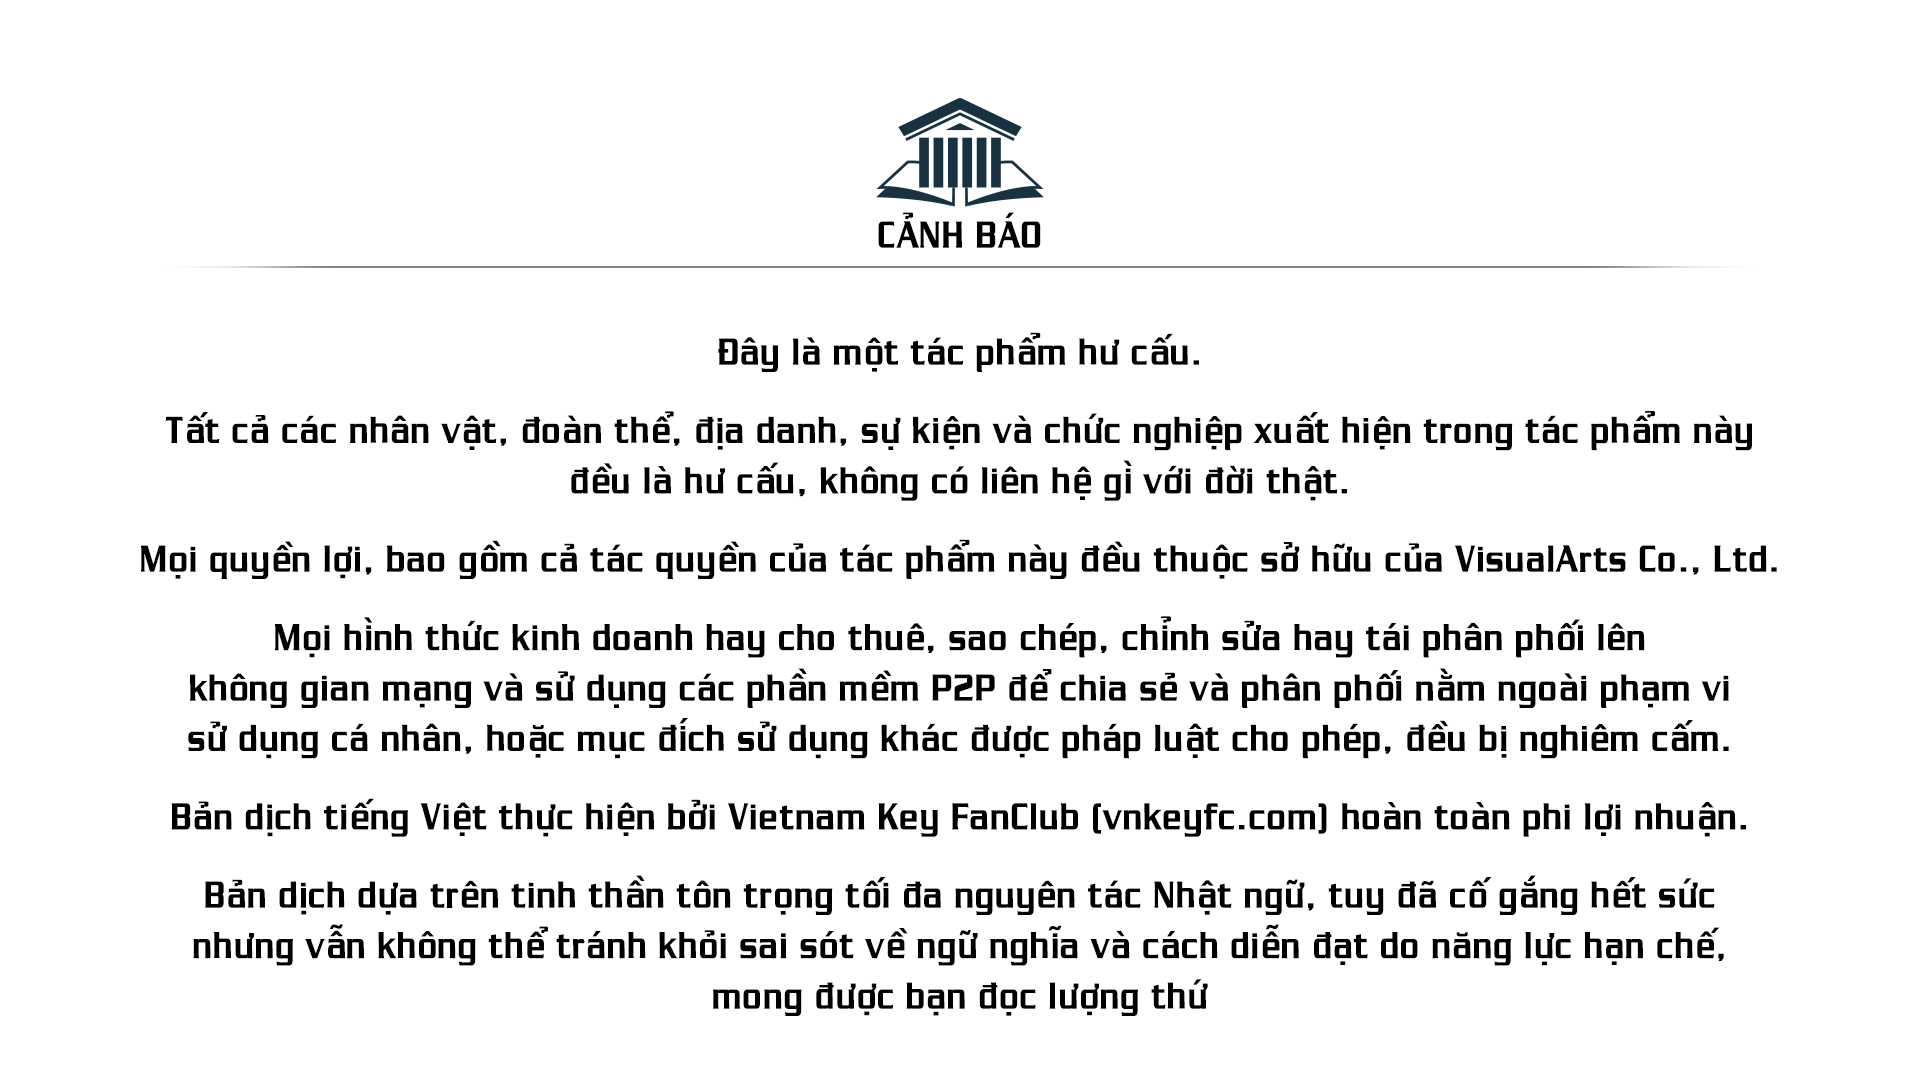 CẢNH BÁO
Đây là một tác phẩm hư cấu.
Tất cả các nhân vật, đoàn thể, địa danh, sự kiện và chức nghiệp xuất hiện trong tác phẩm này
đều là hư cấu, không có liên hệ gì với đời thật.
Mọi quyền lợi, bao gồm cả tác quyền của tác phẩm này đều thuộc sở hữu của VisualArts Co., Ltd.
Mọi hình thức kinh doanh hay cho thuê, sao chép, chỉnh sửa hay tái phân phối lên
không gian mạng và sử dụng các phần mềm P2P để chia sẻ và phân phối nằm ngoài phạm vi
sử dụng cá nhân, hoặc mục đích sử dụng khác được pháp luật cho phép, đều bị nghiêm cấm.
Bản dịch tiếng Việt thực hiện bởi Vietnam Key FanClub (vnkeyfc.com) hoàn toàn phi lợi nhuận.
Bản dịch dựa trên tinh thần tôn trọng tối đa nguyên tác Nhật ngữ, tuy đã cố gắng hết sức
nhưng vẫn không thể tránh khỏi sai sót về ngữ nghĩa và cách diễn đạt do năng lực hạn chế,
mong được bạn đọc lượng thứ